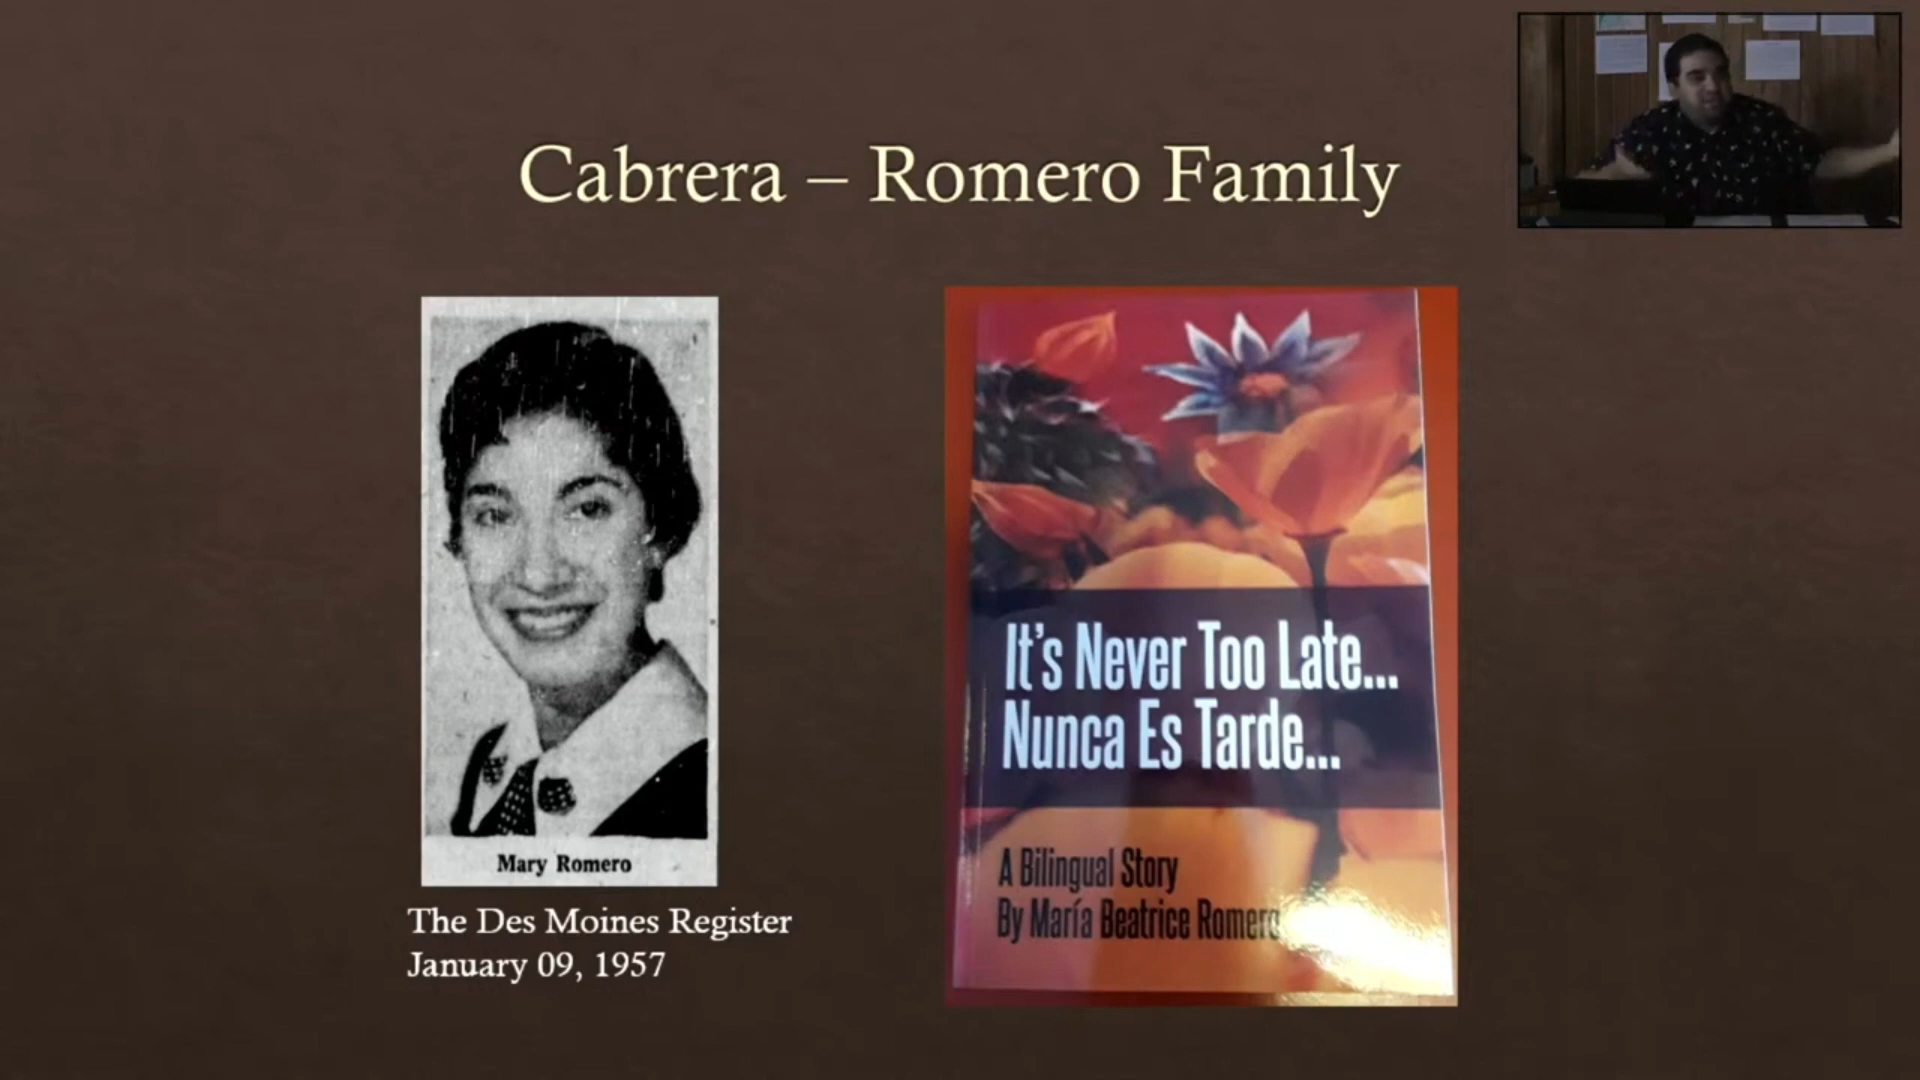 Cabrera – Romero Family
Mary Romero
The Des Moines Register
January 09, 1957
It's Never Too Late...
Nunca Es Tarde...
A Bilingual Story
By María Beatrice Romero